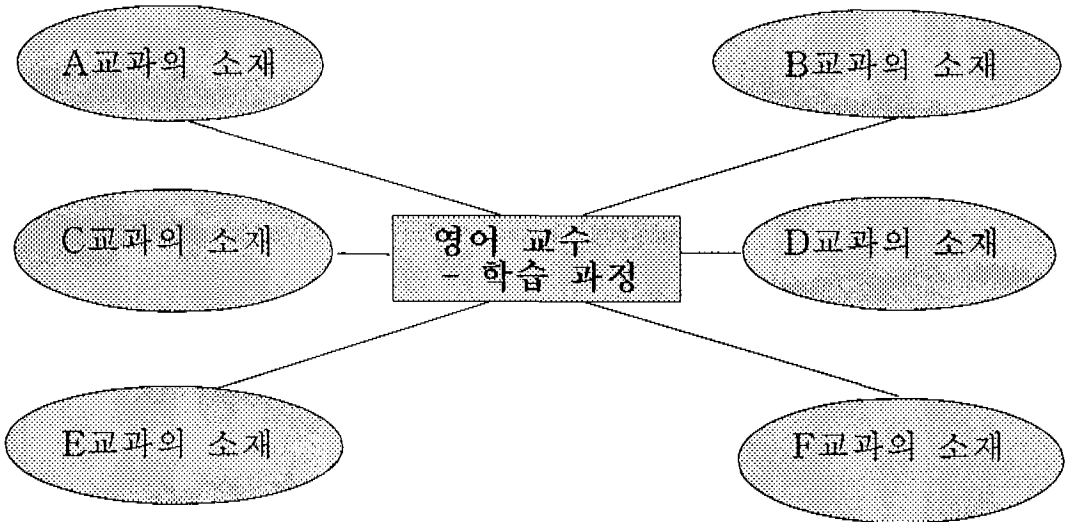 A교과의 소재
B교과의 소재
C교과의 소재
영어 교수
- 학습 과정
D교과의 소재
E교과의 소재
F교과의 소재